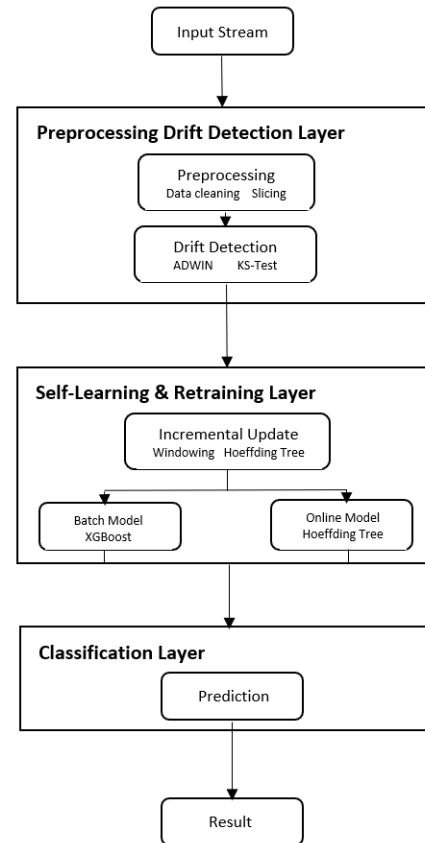 Input Stream
Preprocessing Drift Detection Layer
Preprocessing
Data cleaning Slicing
Drift Detection
ADWIN KS-Test
Self-Learning & Retraining Layer
Incremental Update
Windowing Hoeffding Tree
Batch Model
XGBoost
Online Model
Hoeffding Tree
Classification Layer
Prediction
Result